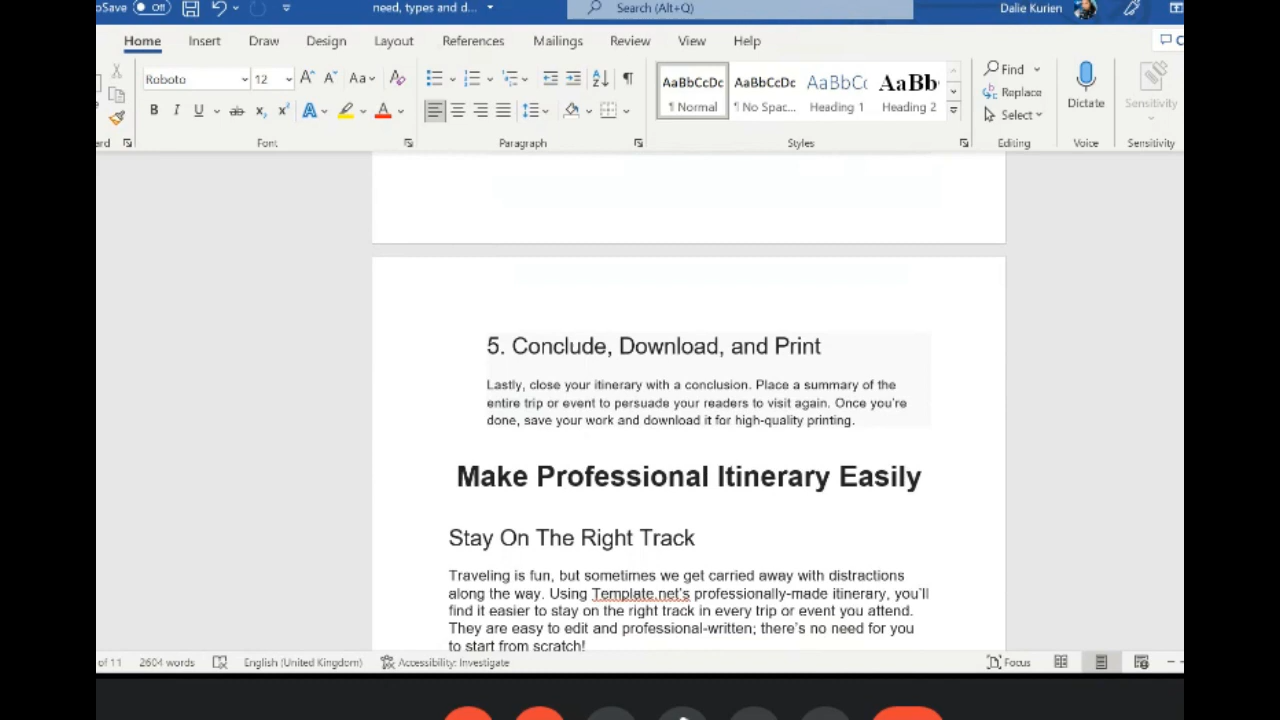 oSave Off need, types and d... Search (Alt+Q) Dalie Kurien
Home Insert Draw Design Layout References Mailings Review View Help
Roboto 12 Aa AaBbCcDc AaBbCcDc AaBbCc AaBb Find
Replace
¶ Normal ¶ No Spac... Heading 1 Heading 2 Select Dictate Sensitivity
rd Font Paragraph Styles Editing Voice Sensitivity
5. Conclude, Download, and Print
Lastly, close your itinerary with a conclusion. Place a summary of the
entire trip or event to persuade your readers to visit again. Once you're
done, save your work and download it for high-quality printing.
Make Professional Itinerary Easily
Stay On The Right Track
Traveling is fun, but sometimes we get carried away with distractions
along the way. Using Template.net's professionally-made itinerary, you'll
find it easier to stay on the right track in every trip or event you attend.
They are easy to edit and professional-written; there's no need for you
to start from scratch!
of 11 2604 words English (United Kingdom) Accessibility: Investigate Focus